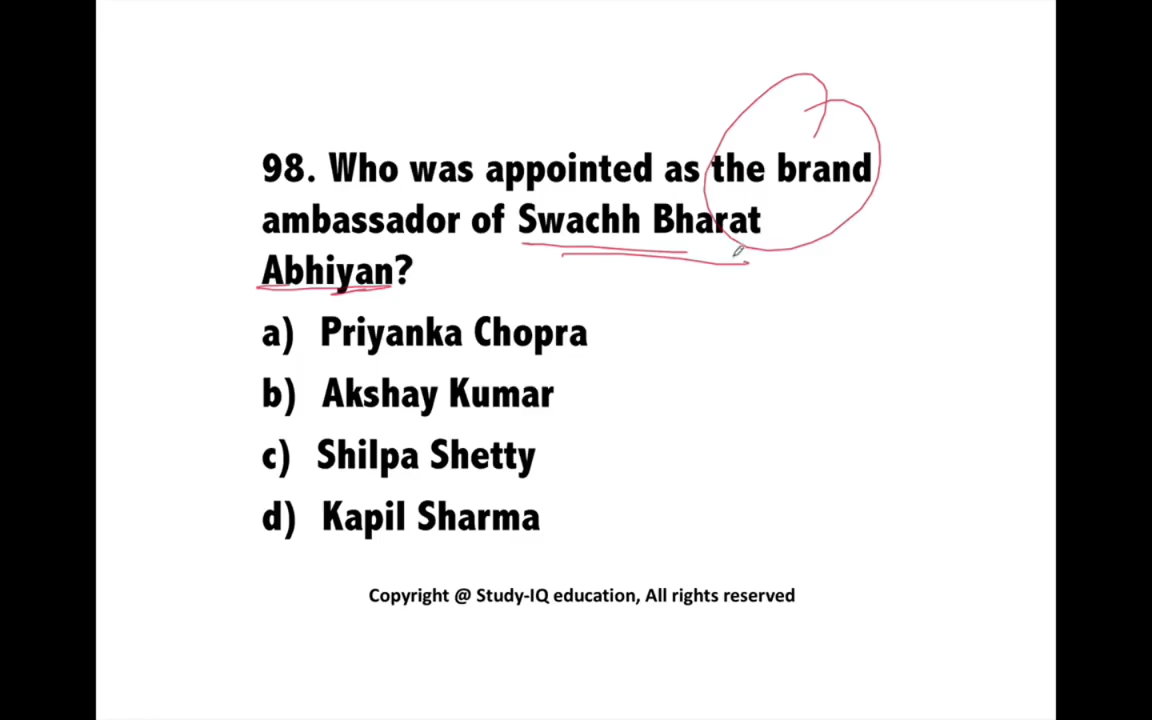 98. Who was appointed as the brand
ambassador of Swachh Bharat
Abhiyan?
a) Priyanka Chopra
b) Akshay Kumar
c) Shilpa Shetty
d) Kapil Sharma
Copyright @ Study-IQ education, All rights reserved